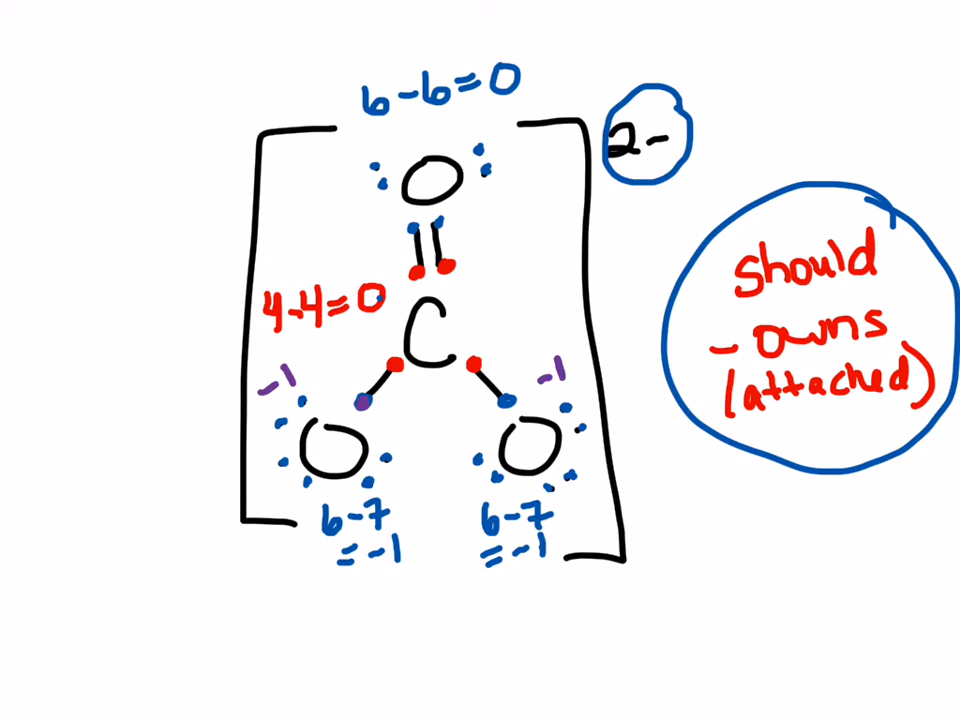 6-6=0
2-
O
Should
- owns
(attached)
4-4=0
C
-1
-1
O
O
6-7
=-1
6-7
=-1